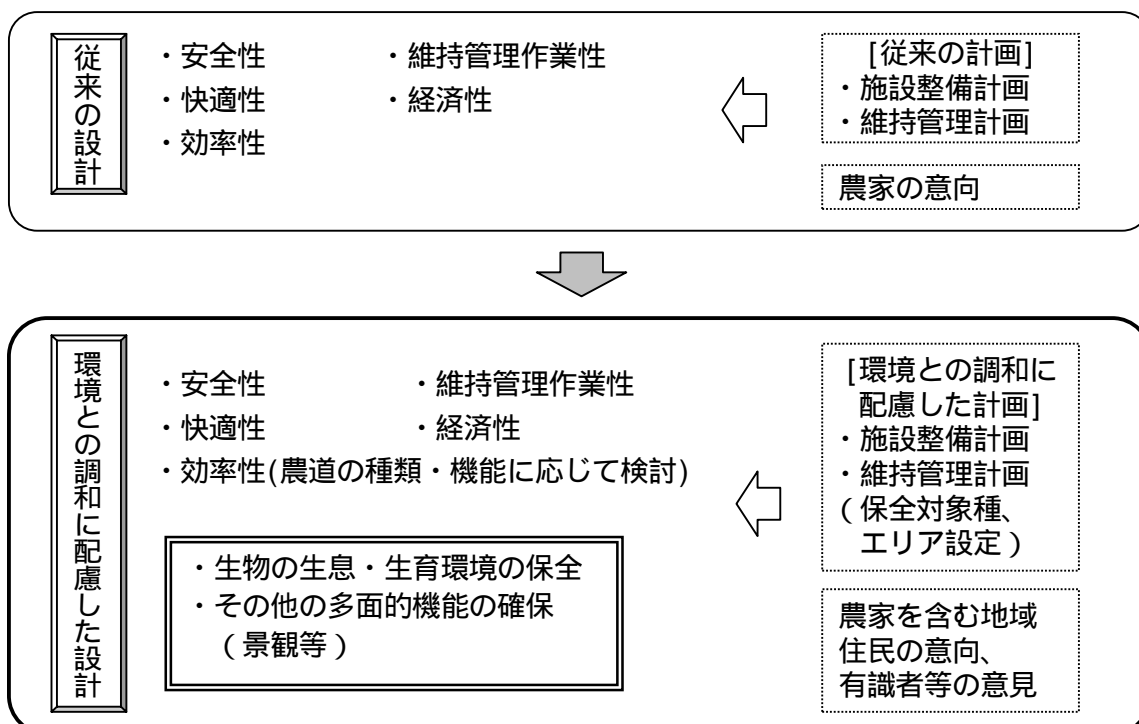 従来の設計
・安全性 ・維持管理作業性
・快適性 ・経済性
・効率性
[従来の計画]
・施設整備計画
・維持管理計画
農家の意向
環境との調和に配慮した設計
・安全性 ・維持管理作業性
・快適性 ・経済性
・効率性(農道の種類・機能に応じて検討)
・生物の生息・生育環境の保全
・その他の多面的機能の確保
(景観等)
[環境との調和に
配慮した計画]
・施設整備計画
・維持管理計画
(保全対象種、
エリア設定)
農家を含む地域
住民の意向、
有識者等の意見